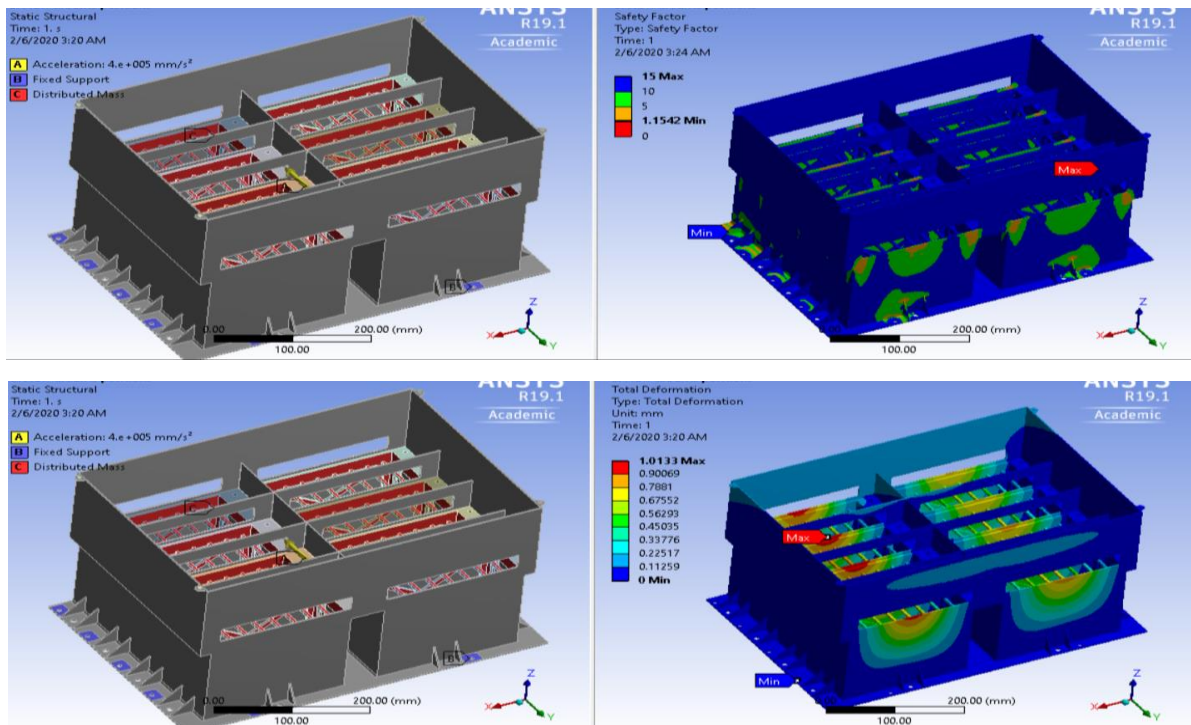 ANSYS
R19.1
Academic
Static Structural
Time: 1. s
2/6/2020 3:20 AM
A Acceleration: 4.e+005 mm/s²
B Fixed Support
C Distributed Mass
B
0.00
200.00 (mm)
100.00
X
Y
Z
ANSYS
R19.1
Academic
Safety Factor
Type: Safety Factor
Time: 1
2/6/2020 3:24 AM
15 Max
10
5
1.1542 Min
0
Max
Min
0.00
200.00 (mm)
100.00
X
Y
Z
ANSYS
R19.1
Academic
Static Structural
Time: 1. s
2/6/2020 3:20 AM
A Acceleration: 4.e+005 mm/s²
B Fixed Support
C Distributed Mass
B
0.00
200.00 (mm)
100.00
X
Y
Z
ANSYS
R19.1
Academic
Total Deformation
Type: Total Deformation
Unit: mm
Time: 1
2/6/2020 3:20 AM
1.0133 Max
0.90069
0.7881
0.67552
0.56293
0.45035
0.33776
0.22517
0.11259
0 Min
Max
Min
0.00
200.00 (mm)
100.00
X
Y
Z